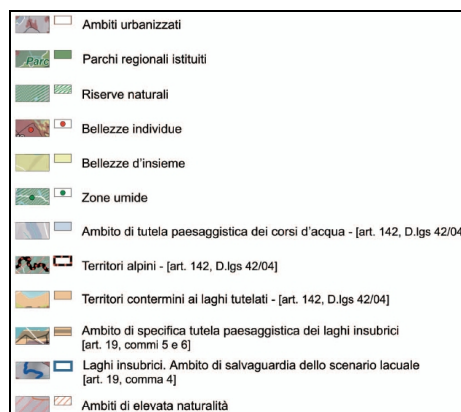 Ambiti urbanizzati
Parc
Parchi regionali istituiti
Riserve naturali
Bellezze individue
Bellezze d'insieme
Zone umide
Ambito di tutela paesaggistica dei corsi d'acqua - [art. 142, D.lgs 42/04
Territori alpini - [art. 142, D.lgs 42/04]
Territori contermini ai laghi tutelati - [art. 142, D.lgs 42/04]
Ambito di specifica tutela paesaggistica dei laghi insubrici
[art. 19, commi 5 e 6]
Laghi insubrici. Ambito di salvaguardia dello scenario lacuale
[art. 19, comma 4]
Ambiti di elevata naturalità